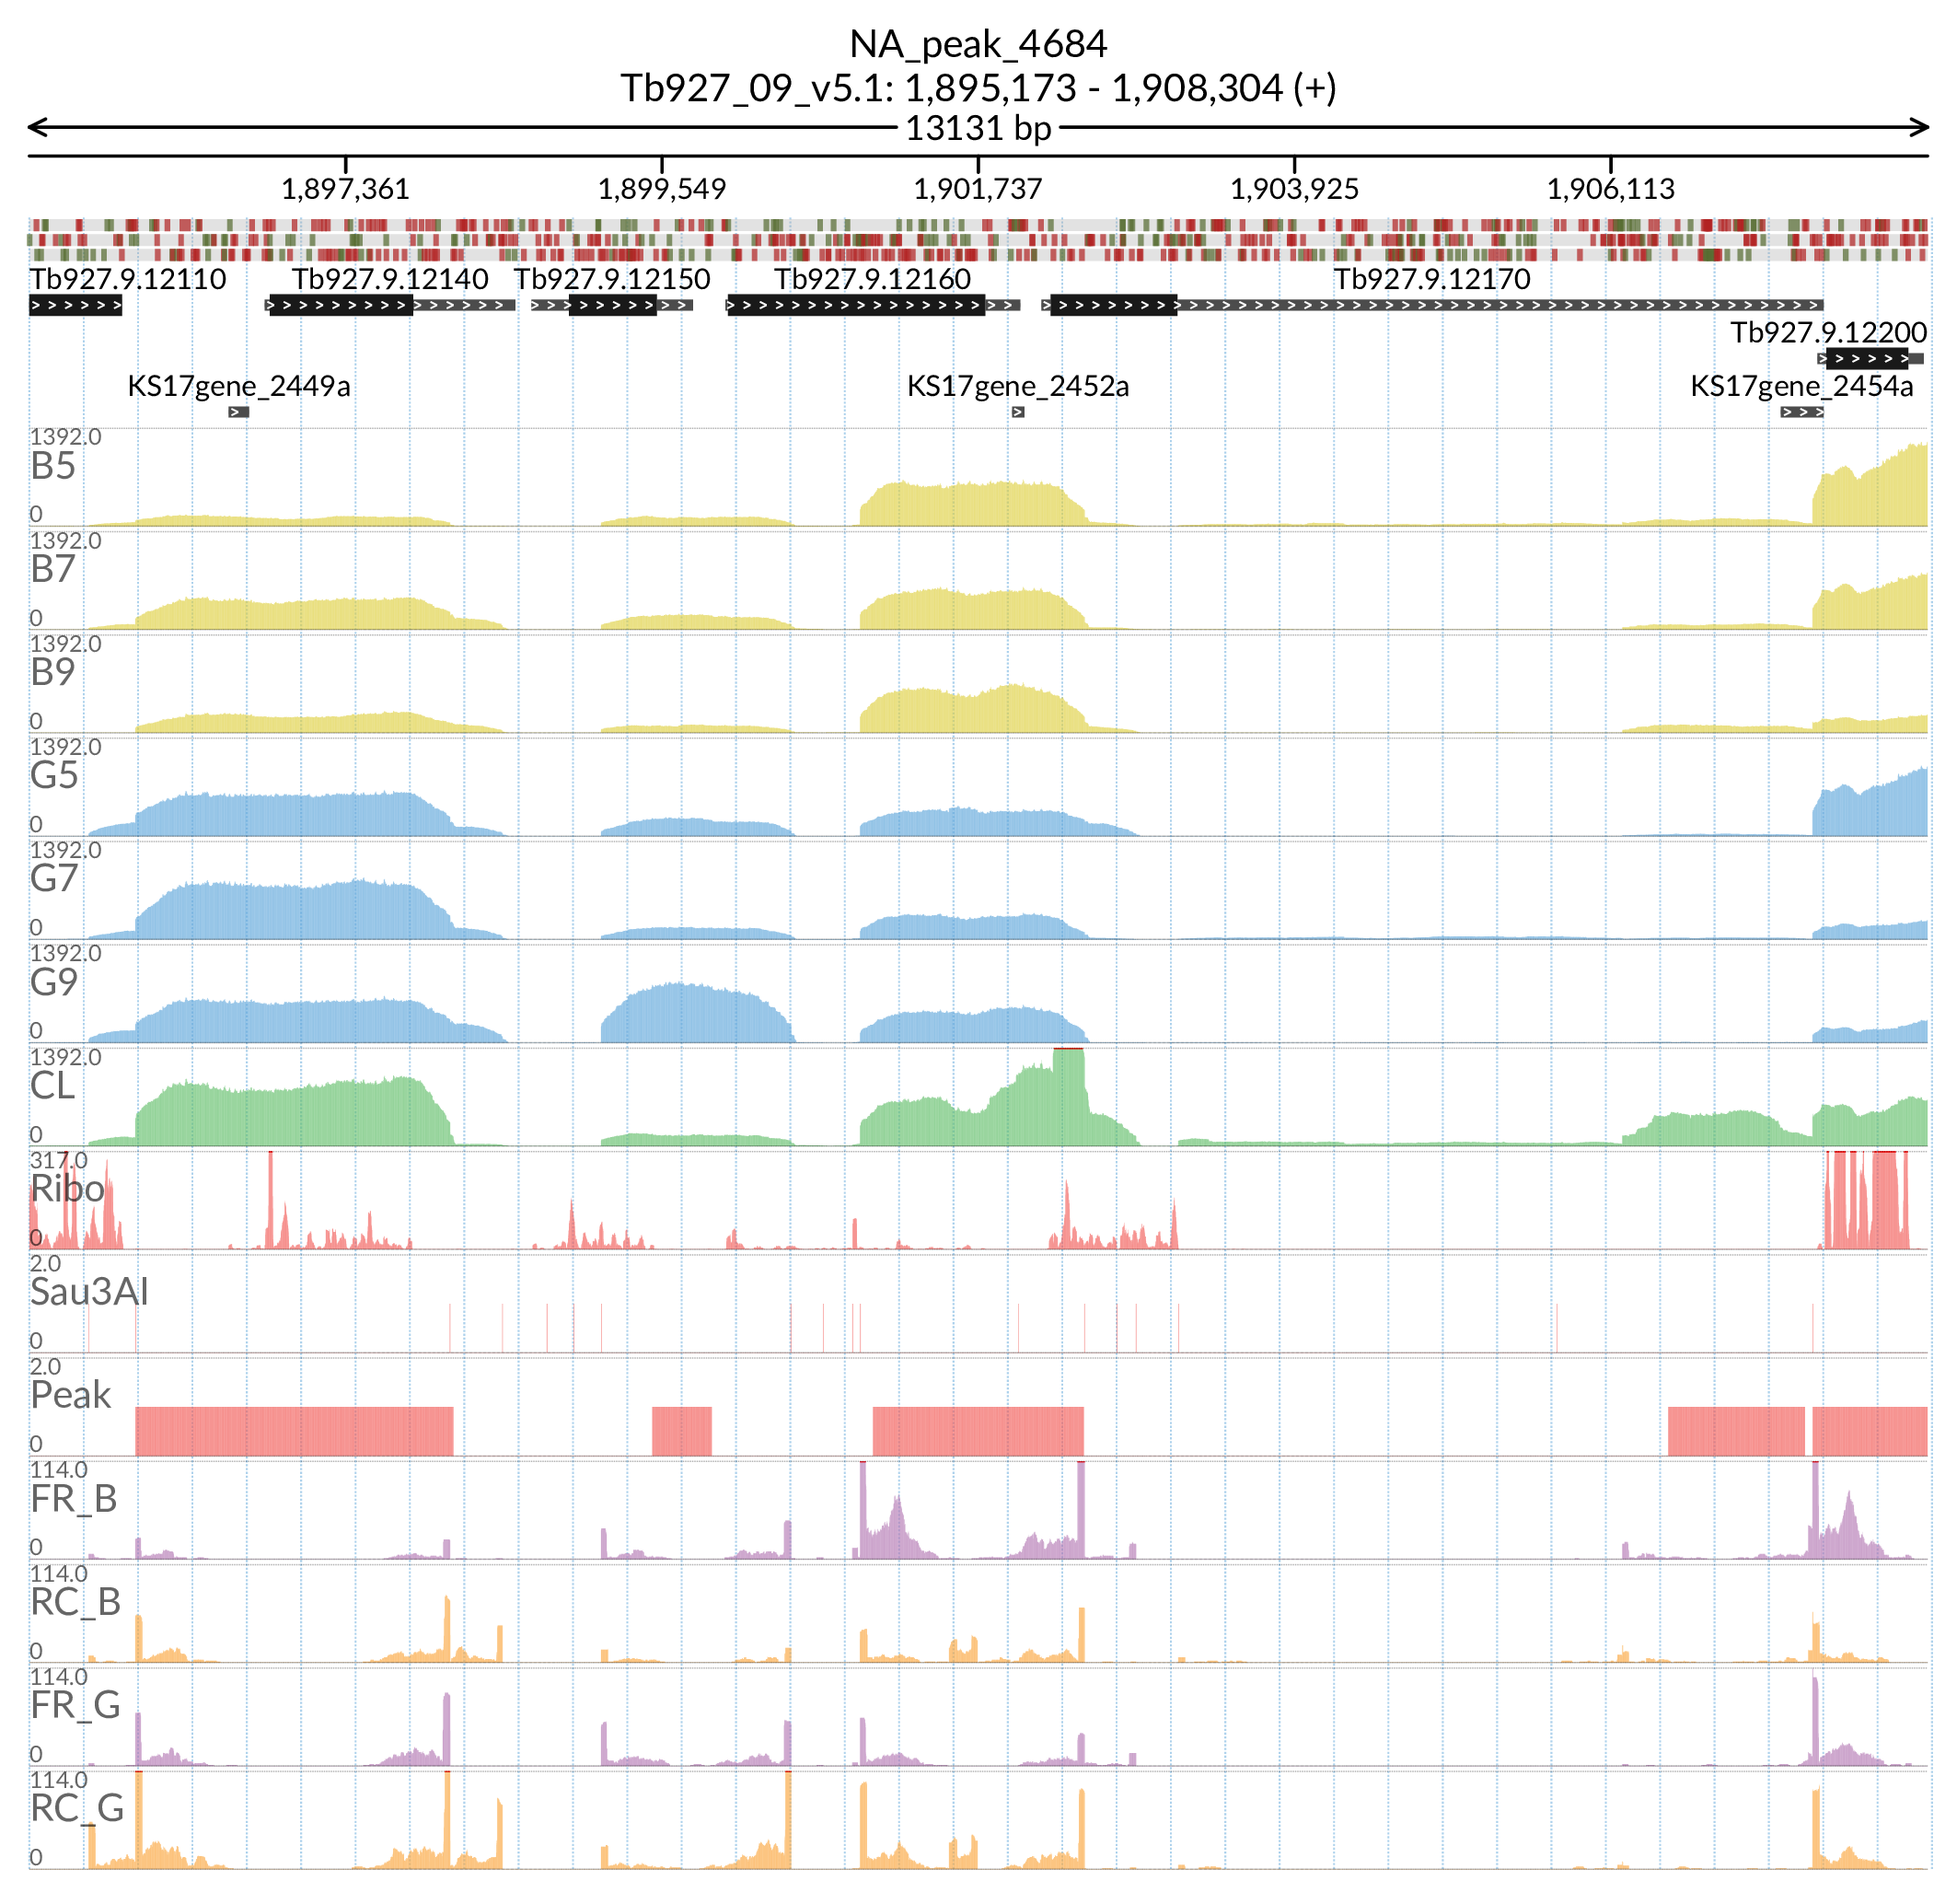 NA_peak_4684
Tb927_09_v5.1: 1,895,173 - 1,908,304 (+)
13131 bp
1,897,361 1,899,549 1,901,737 1,903,925 1,906,113
Tb927.9.12110 Tb927.9.12140 Tb927.9.12150 Tb927.9.12160 Tb927.9.12170
Tb927.9.12200
KS17gene_2449a KS17gene_2452a KS17gene_2454a
1392.0
B5
0
1392.0
B7
0
1392.0
B9
0
1392.0
G5
0
1392.0
G7
0
1392.0
G9
0
1392.0
CL
0
317.0
Ribo
0
2.0
Sau3AI
0
2.0
Peak
0
114.0
FR_B
0
114.0
RC_B
0
114.0
FR_G
0
114.0
RC_G
0